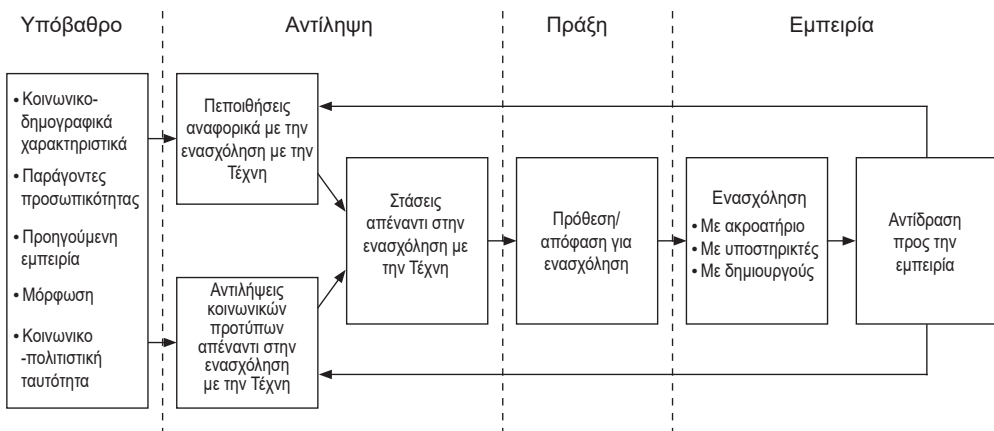 Υπόβαθρο
Αντίληψη
Πράξη
Εμπειρία
• Κοινωνικο-
δημογραφικά
χαρακτηριστικά
• Παράγοντες
προσωπικότητας
• Προηγούμενη
εμπειρία
• Μόρφωση
• Κοινωνικο
-πολιτιστική
ταυτότητα
Πεποιθήσεις
αναφορικά με την
ενασχόληση με την
Τέχνη
Αντιλήψεις
κοινωνικών
προτύπων
απέναντι στην
ενασχόληση
με την Τέχνη
Στάσεις
απέναντι στην
ενασχόληση με
την Τέχνη
Πρόθεση/
απόφαση για
ενασχόληση
Ενασχόληση
• Με ακροατήριο
• Με υποστηρικτές
• Με δημιουργούς
Αντίδραση
προς την
εμπειρία